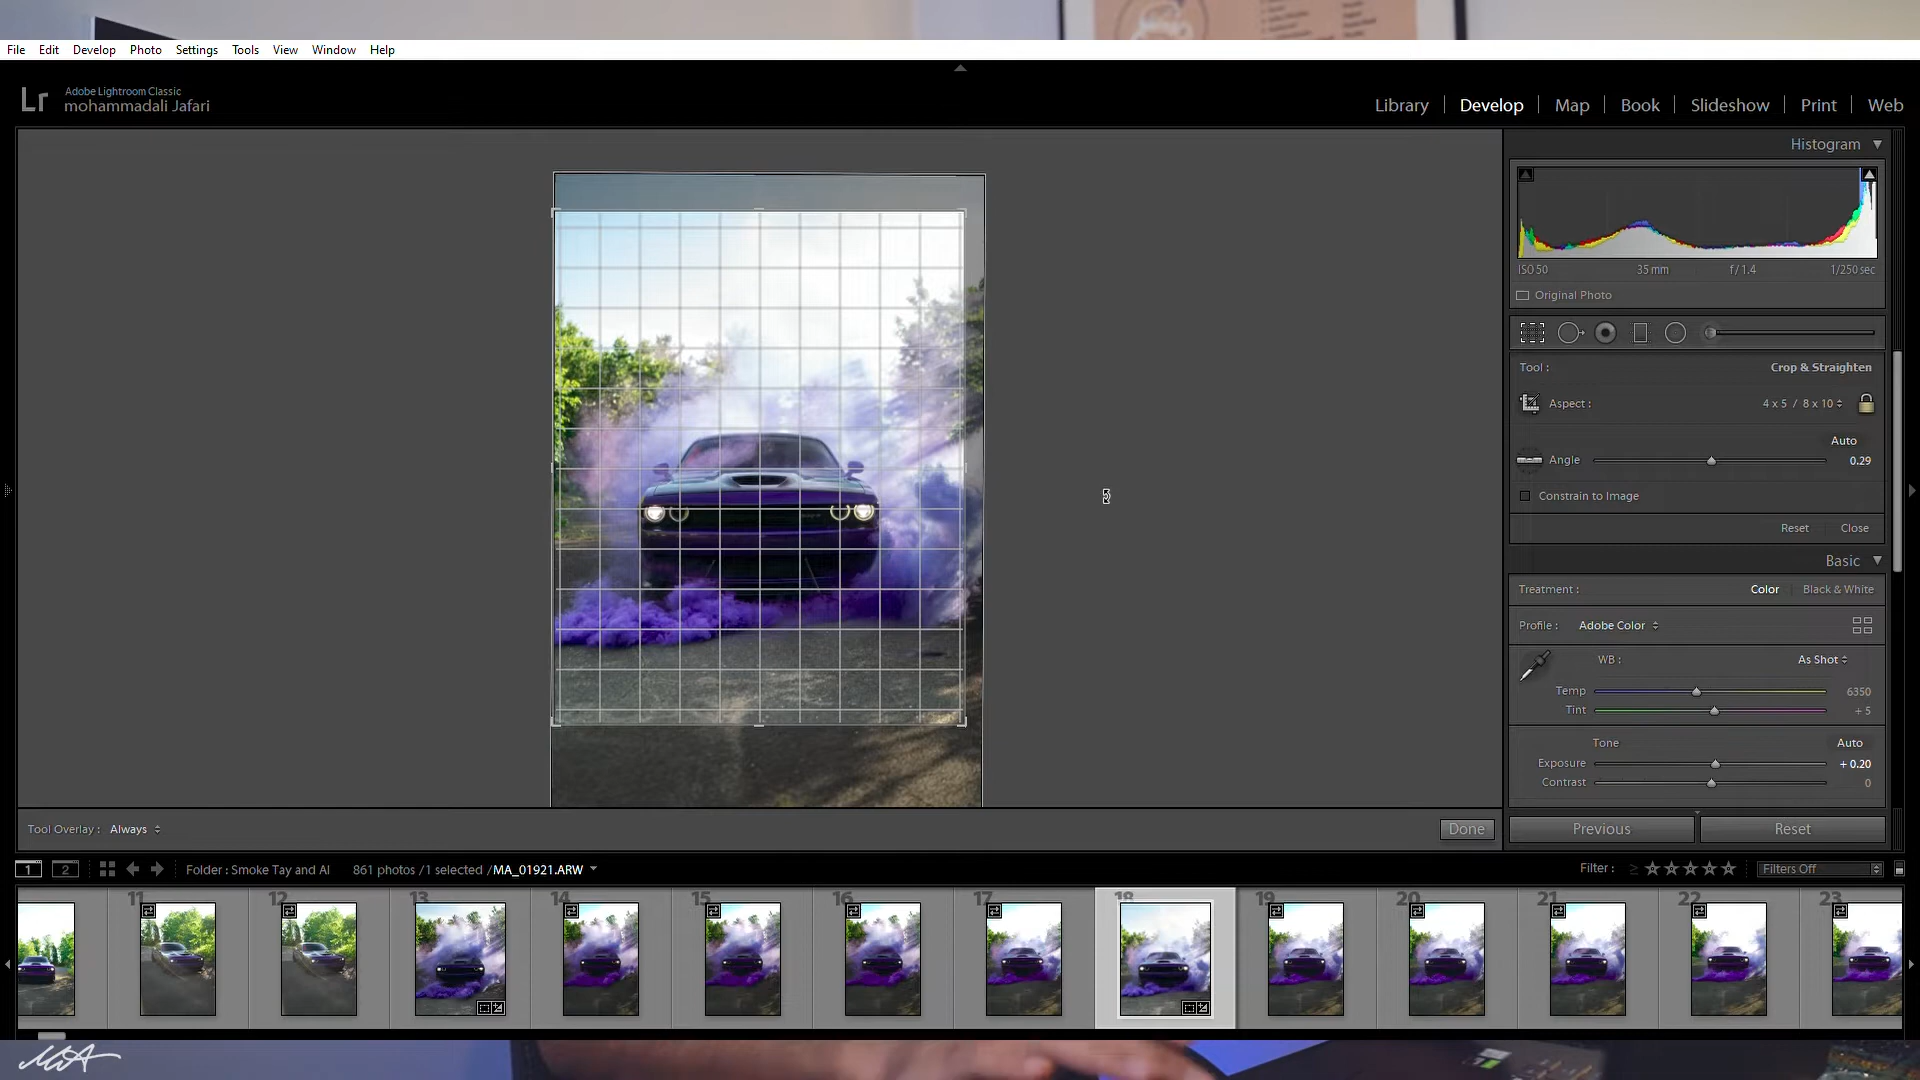 File Edit Develop Photo Settings Tools View Window Help
Lr Adobe Lightroom Classic
mohammadali Jafari
Library Develop Map Book Slideshow Print Web
Histogram
ISO 50 35 mm f / 1.4 1/250 sec
Original Photo
Tool : Crop & Straighten
Aspect : 4 x 5 / 8 x 10
Auto
Angle 0.29
Constrain to Image
Reset Close
Basic
Treatment : Color Black & White
Profile : Adobe Color
WB : As Shot
Temp 6350
Tint + 5
Tone Auto
Exposure + 0.20
Contrast 0
Tool Overlay : Always Done Previous Reset
1 2 Folder : Smoke Tay and Al 861 photos / 1 selected / MA_01921.ARW Filter : ≥ Filters Off
11 12 13 14 15 16 17 18 19 20 21 22 23
MA